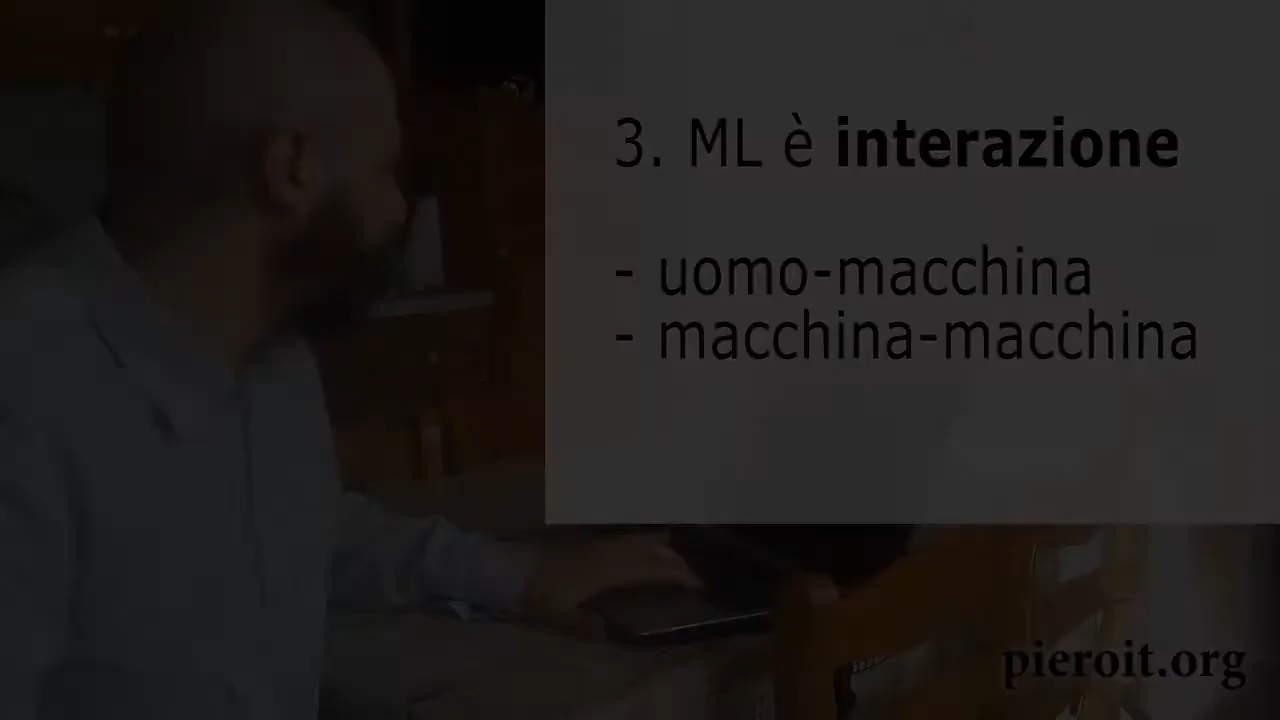 3. ML è interazione
- uomo-macchina
- macchina-macchina
pieroit.org